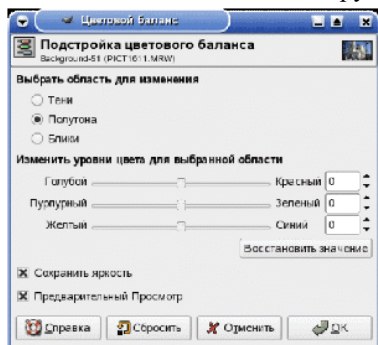 Цветовой баланс
Подстройка цветового баланса
Background-51 (PICT1611.MRW)
Выбрать область для изменения
Тени
Полутона
Блики
Изменить уровни цвета для выбранной области
Голубой Красный 0
Пурпурный Зеленый 0
Желтый Синий 0
Восстановить значение
Сохранить яркость
Предварительный Просмотр
Справка Сбросить Отменить OK